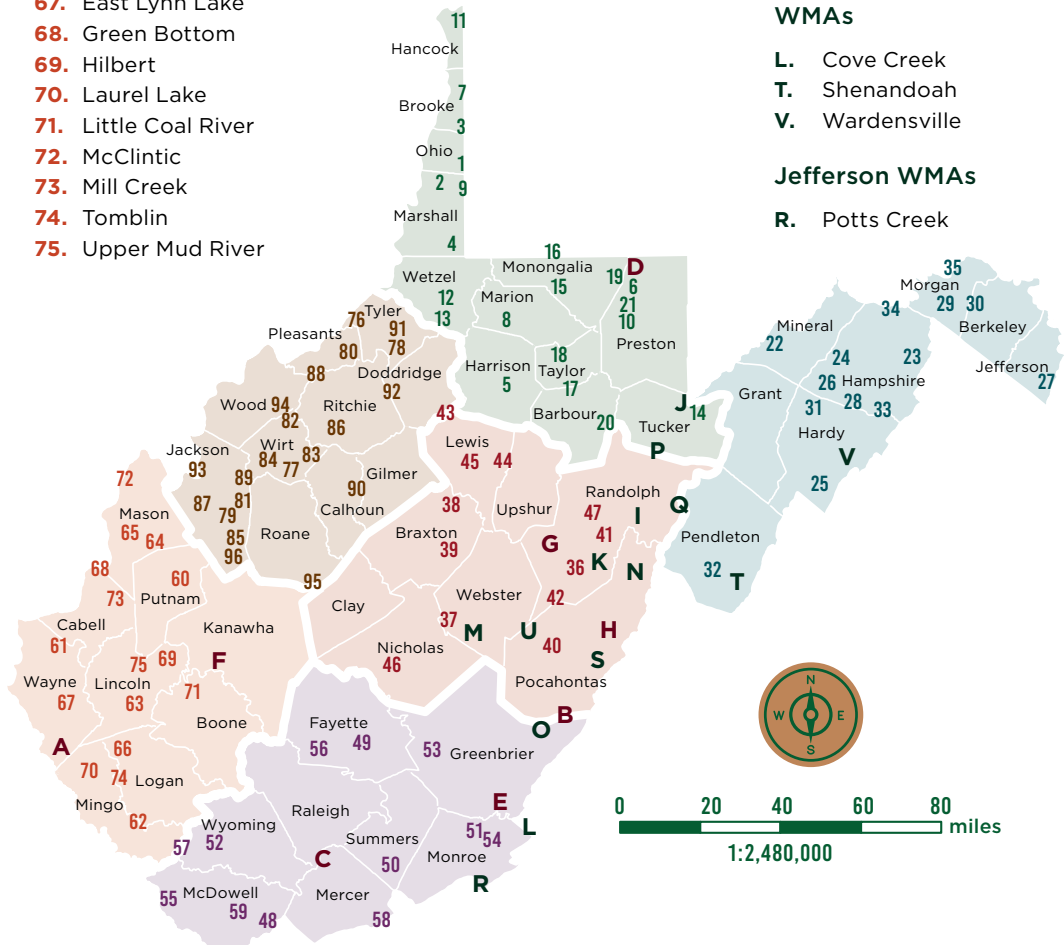 67. East Lynn Lake
68. Green Bottom
69. Hilbert
70. Laurel Lake
71. Little Coal River
72. McClintic
73. Mill Creek
74. Tomblin
75. Upper Mud River
WMAs
L. Cove Creek
T. Shenandoah
V. Wardensville
Jefferson WMAs
R. Potts Creek
11
Hancock
7
Brooke
3
Ohio
1
2
9
Marshall
4
16
Monongalia
D
19
6
Wetzel
15
12
Marion
21
13
8
10
Preston
18
Harrison
Taylor
5
17
Barbour
20
J
14
Tucker
P
35
Morgan
34
29
30
Berkeley
Mineral
22
24
23
Jefferson
27
26
Hampshire
Grant
31
28
33
Hardy
V
25
Pendleton
32
T
76
Tyler
91
Pleasants
80
78
88
Doddridge
92
Wood
94
Ritchie
82
86
43
Jackson
Wirt
83
93
84
77
89
Gilmer
87
81
90
79
Calhoun
85
Roane
96
95
Lewis
45
44
38
Upshur
Randolph
Q
47
I
Braxton
39
G
41
36
K
N
Clay
Webster
42
37
M
U
H
40
S
Nicholas
46
Pocahontas
72
Mason
65
64
68
60
73
Putnam
Cabell
61
Kanawha
75
69
F
Wayne
Lincoln
67
63
71
Boone
A
66
70
74
Logan
Mingo
62
B
O
Fayette
56
49
53
Greenbrier
E
L
Raleigh
Wyoming
52
57
Summers
51
54
C
50
Monroe
R
55
McDowell
59
48
Mercer
58
N
W
E
S
0 20 40 60 80
miles
1:2,480,000